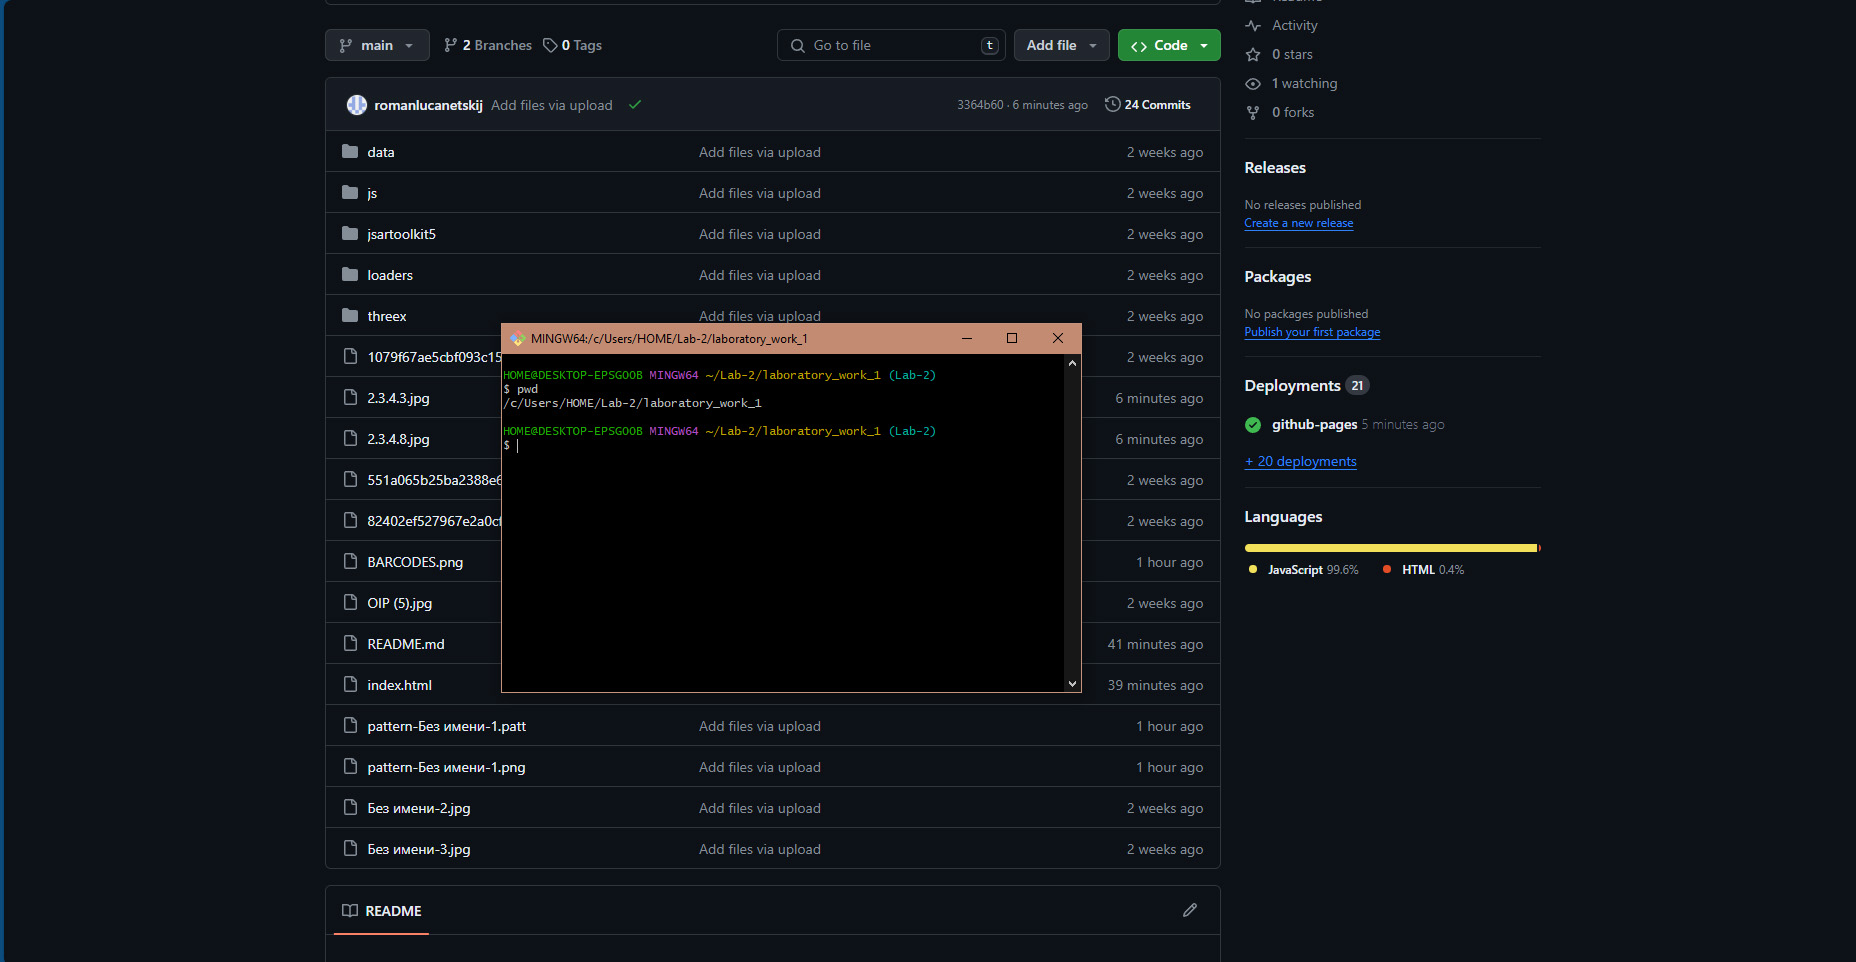 Activity
main
2 Branches
0 Tags
Go to file
t
Add file
Code
0 stars
1 watching
0 forks
romanlucanetskij Add files via upload
3364b60 · 6 minutes ago
24 Commits
data Add files via upload 2 weeks ago
js Add files via upload 2 weeks ago
jsartoolkit5 Add files via upload 2 weeks ago
loaders Add files via upload 2 weeks ago
threex Add files via upload 2 weeks ago
1079f67ae5cbf093c15 2 weeks ago
2.3.4.3.jpg 6 minutes ago
2.3.4.8.jpg 6 minutes ago
551a065b25ba2388e6 2 weeks ago
82402ef527967e2a0cf 2 weeks ago
BARCODES.png 1 hour ago
OIP (5).jpg 2 weeks ago
README.md 41 minutes ago
index.html 39 minutes ago
pattern-Без имени-1.patt Add files via upload 1 hour ago
pattern-Без имени-1.png Add files via upload 1 hour ago
Без имени-2.jpg Add files via upload 2 weeks ago
Без имени-3.jpg Add files via upload 2 weeks ago
README
MINGW64:/c/Users/HOME/Lab-2/laboratory_work_1
HOME@DESKTOP-EPSGOOB MINGW64 ~/Lab-2/laboratory_work_1 (Lab-2)
$ pwd
/c/Users/HOME/Lab-2/laboratory_work_1
HOME@DESKTOP-EPSGOOB MINGW64 ~/Lab-2/laboratory_work_1 (Lab-2)
$
Releases
No releases published
Create a new release
Packages
No packages published
Publish your first package
Deployments 21
github-pages 5 minutes ago
+ 20 deployments
Languages
JavaScript 99.6%
HTML 0.4%